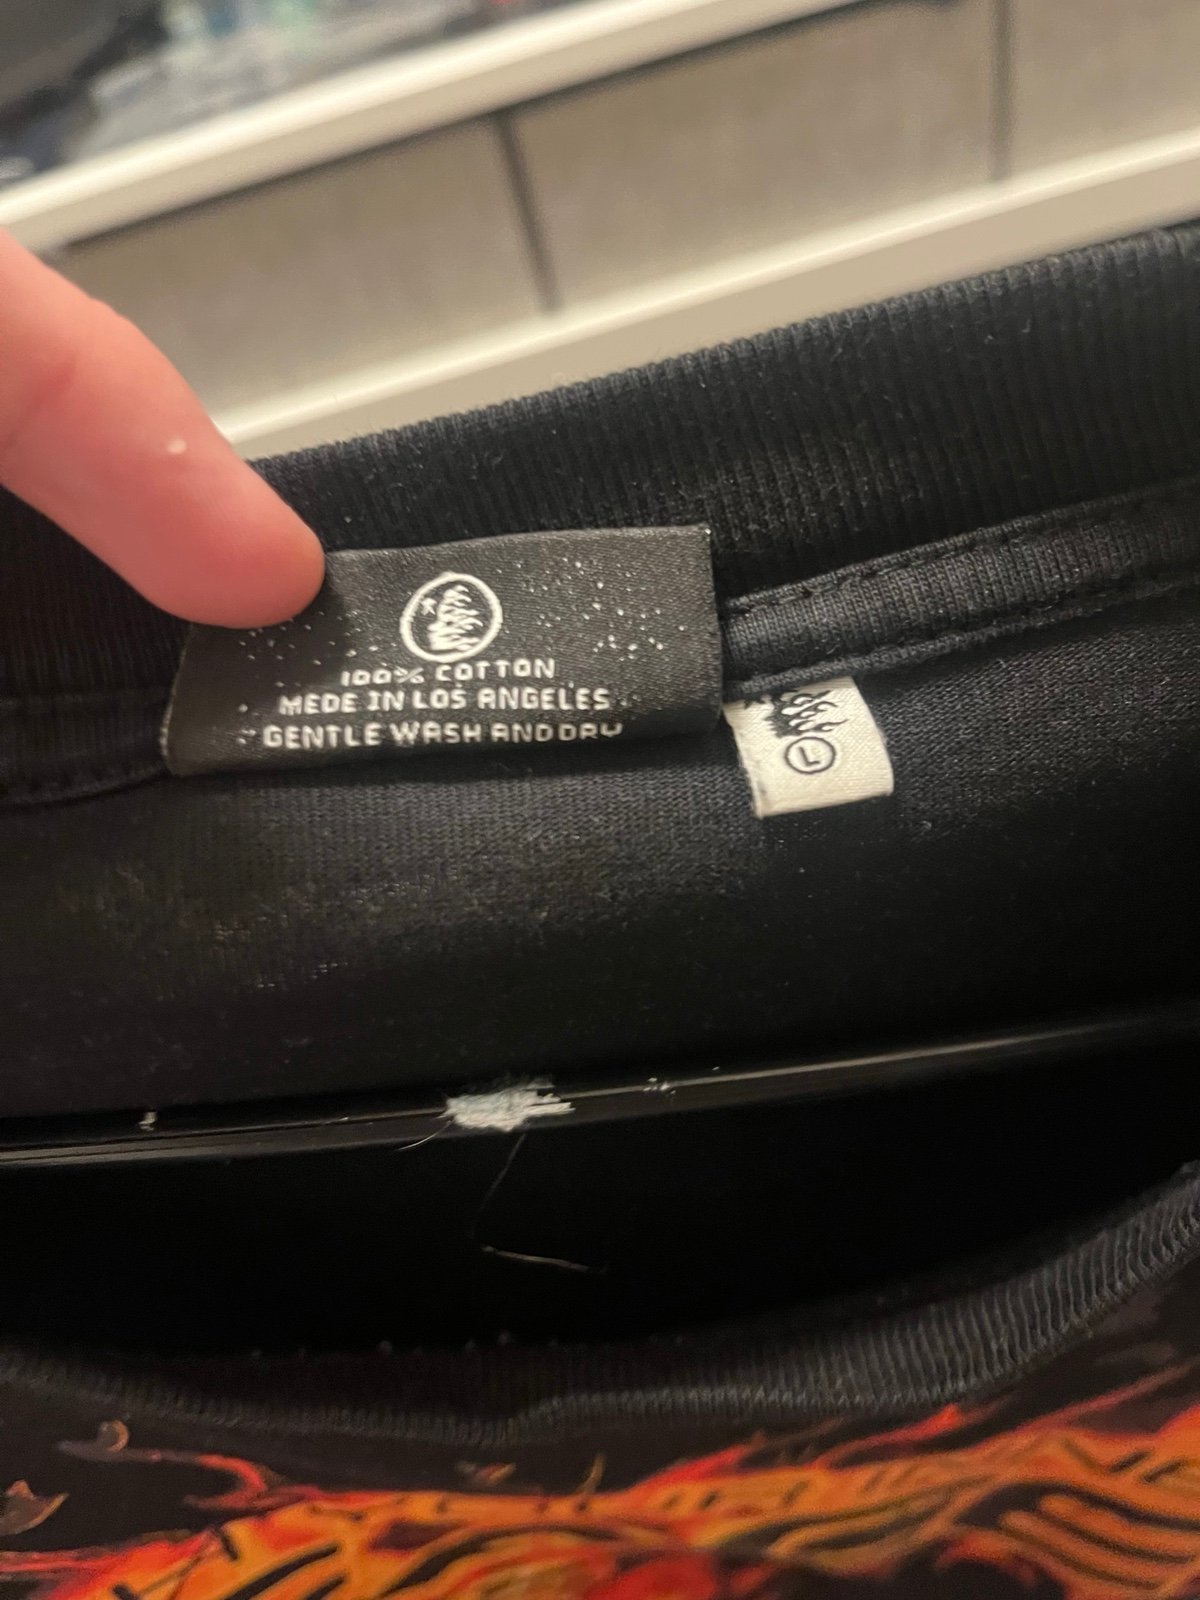 100% COTTON
MEDE IN LOS ANGELES
GENTLE WASH AND DRY
L